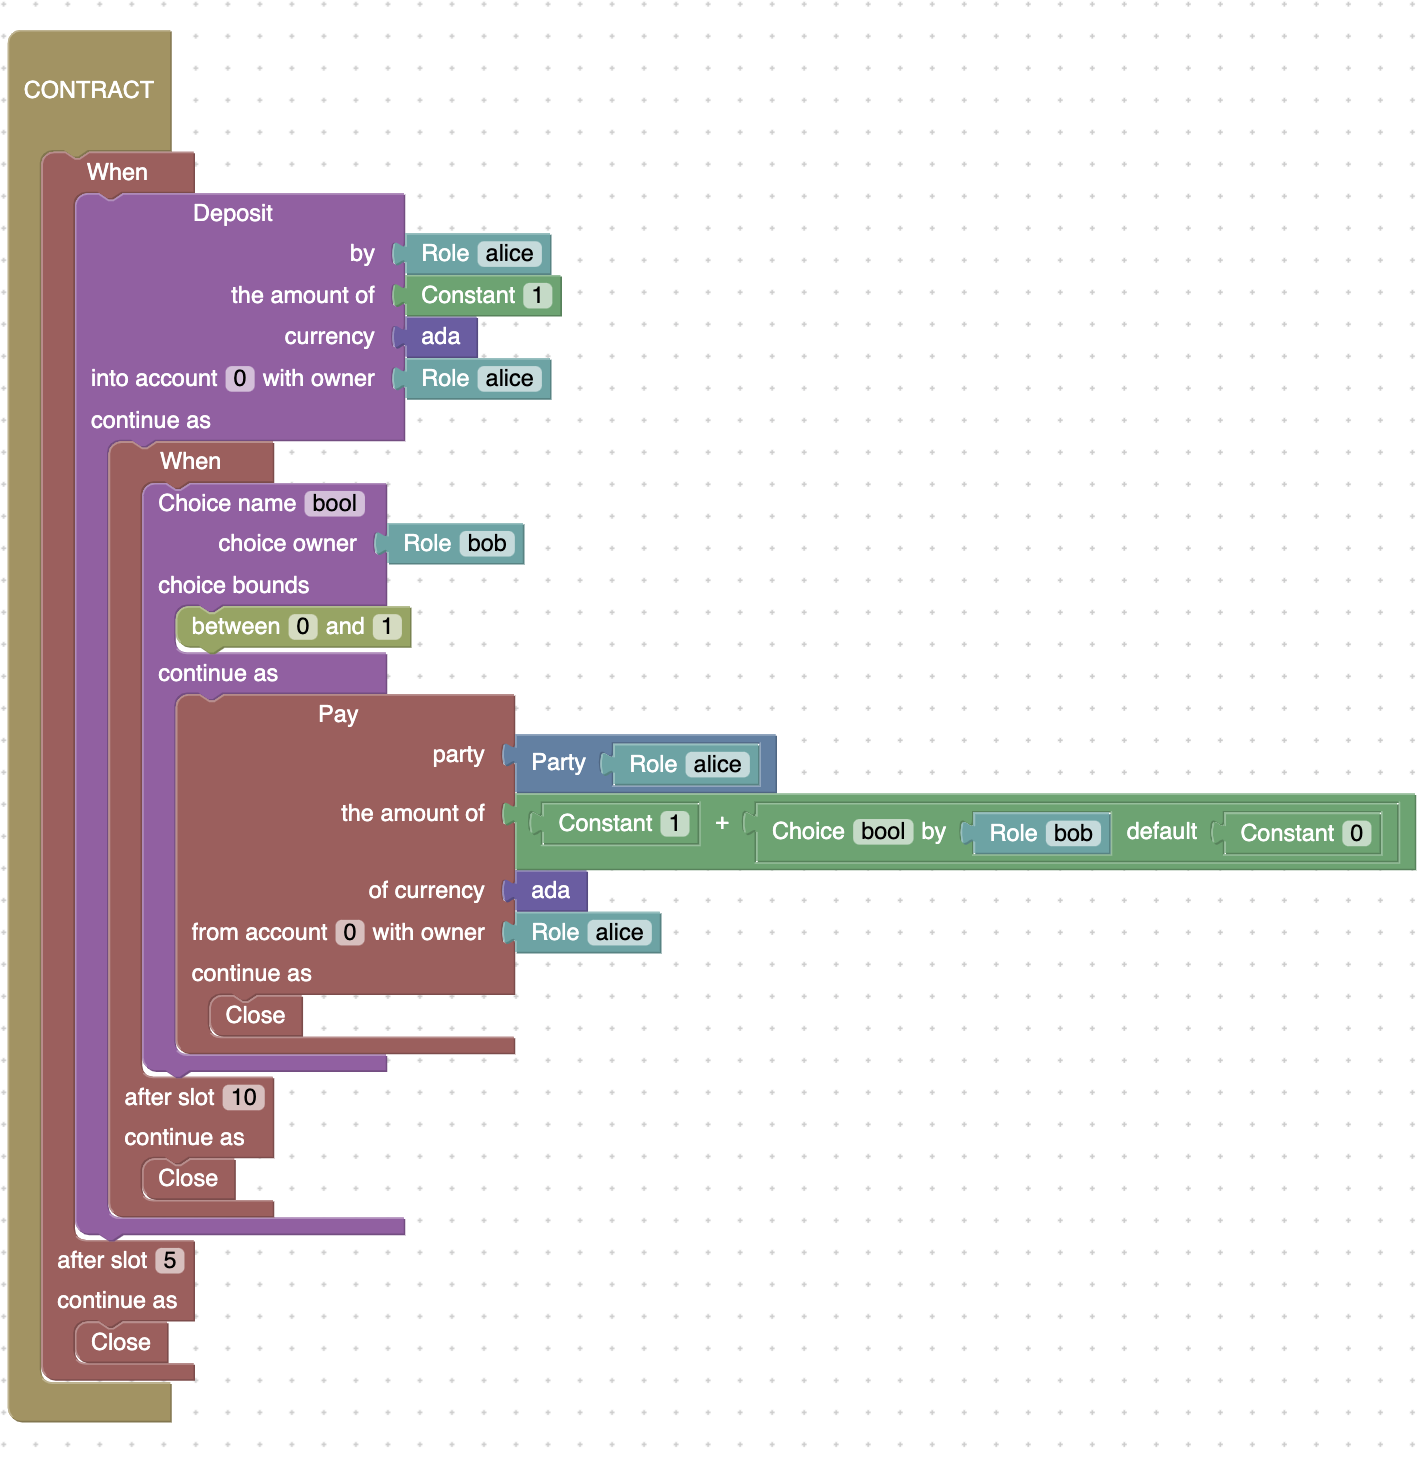 CONTRACT
When
Deposit
by Role alice
the amount of Constant 1
currency ada
into account 0 with owner Role alice
continue as
When
Choice name bool
choice owner Role bob
choice bounds
between 0 and 1
continue as
Pay
party Party Role alice
the amount of Constant 1 + Choice bool by Role bob default Constant 0
of currency ada
from account 0 with owner Role alice
continue as
Close
after slot 10
continue as
Close
after slot 5
continue as
Close